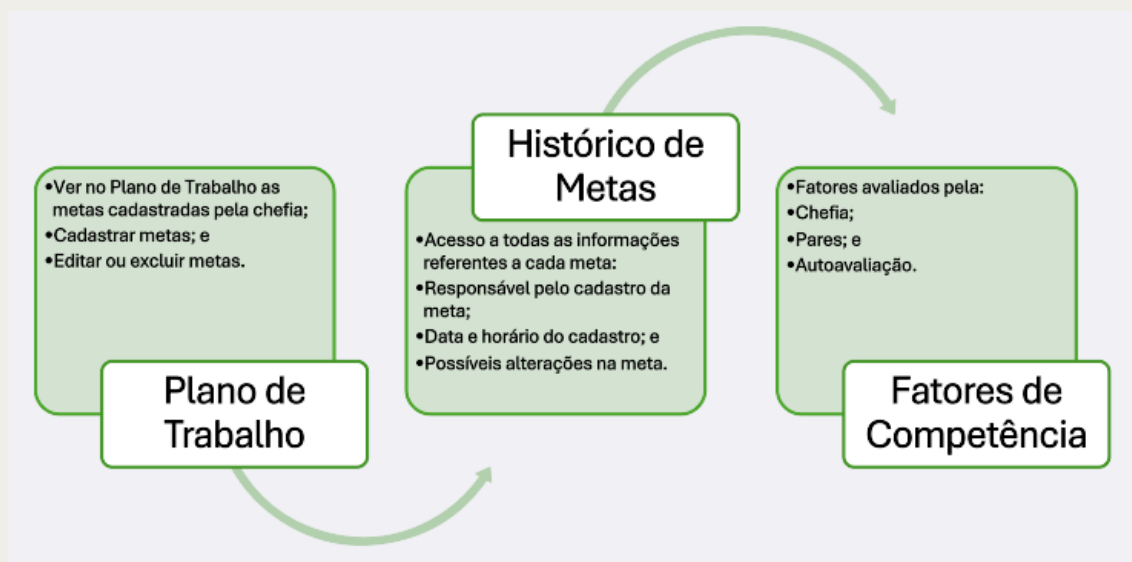 •Ver no Plano de Trabalho as
metas cadastradas pela chefia;
•Cadastrar metas; e
•Editar ou excluir metas.
Plano de
Trabalho
Histórico de
Metas
•Acesso a todas as informações
referentes a cada meta:
•Responsável pelo cadastro da
meta;
•Data e horário do cadastro; e
•Possíveis alterações na meta.
•Fatores avaliados pela:
•Chefia;
•Pares; e
•Autoavaliação.
Fatores de
Competência